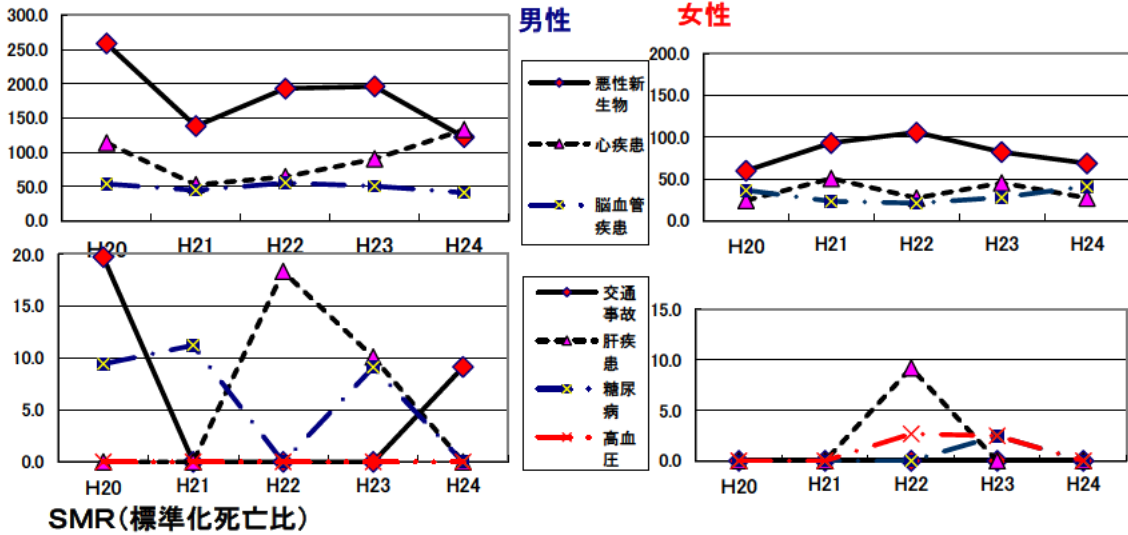 男性
女性
300.0
250.0
200.0
150.0
100.0
50.0
0.0
H20
H21
H22
H23
H24
悪性新
生物
心疾患
脳血管
疾患
200.0
150.0
100.0
50.0
0.0
H20
H21
H22
H23
H24
20.0
15.0
10.0
5.0
0.0
H20
H21
H22
H23
H24
交通
事故
肝疾
患
糖尿
病
高血
圧
15.0
10.0
5.0
0.0
H20
H21
H22
H23
H24
SMR(標準化死亡比)